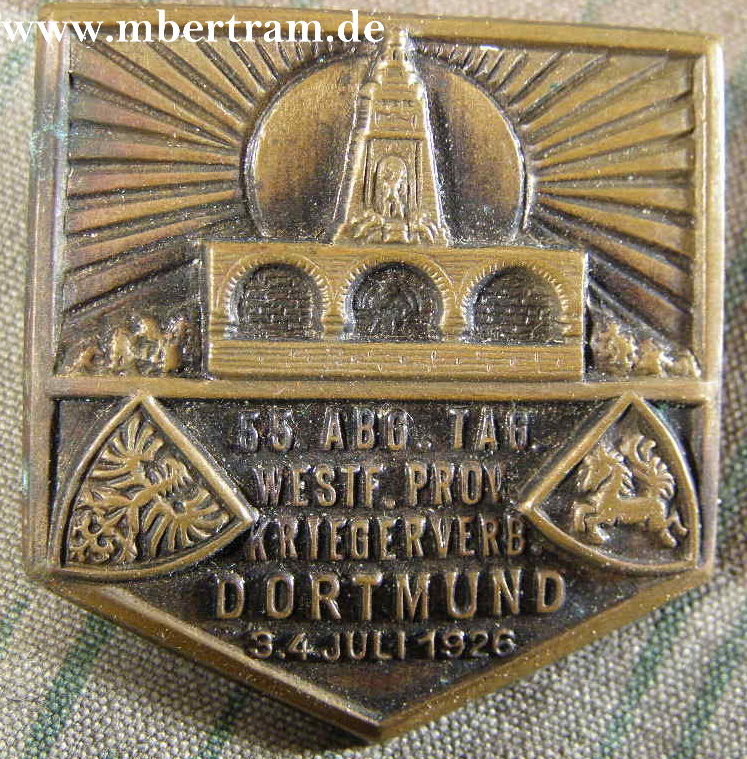 www.mbertram.de
55. ABG. TAG.
WESTF. PROV.
KRIEGERVERB.
DORTMUND
3.4 JULI 1926